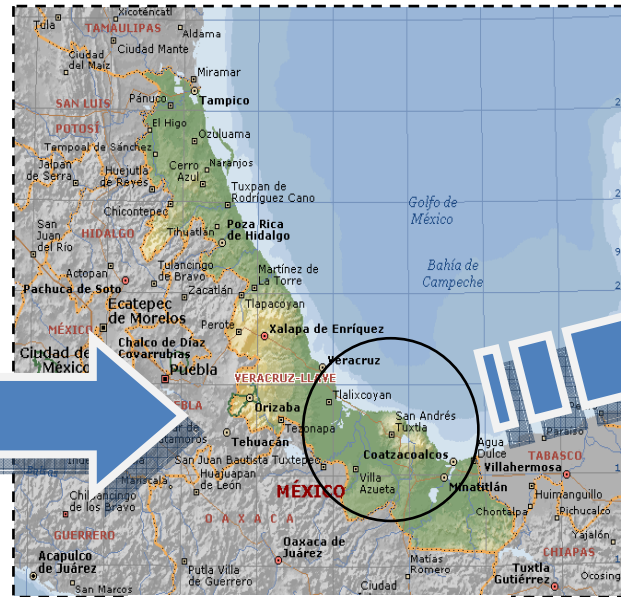 Xicoténcatl
Tula
TAMAULIPAS
Aldama
Ciudad Mante
Ciudad
del Maíz
Miramar
Pánuco
Tampico
SAN LUIS
POTOSÍ
El Higo
Ozuluama
Tampoal de Sánchez
Jalpan
de Serra
Huejutla
de Reyes
Cerro
Azul
Naranjos
Tuxpan de
Rodríguez Cano
Chicontepec
San
Juan
del Río
HIDALGO
Tihuatlán
Poza Rica
de Hidalgo
Golfo de
México
Actopan
Tulancingo
de Bravo
Martínez de
La Torre
Bahía de
Campeche
Pachuca de Soto
Zacatlán
Tlapacoyan
Ecatepec
de Morelos
MÉXICO
Perote
Xalapa de Enríquez
Chalco de Díaz
Covarrubias
Ciudad de
México
Puebla
Veracruz
VERACRUZ-LLAVE
Tlalixcoyan
Orizaba
San Andrés
Tuxtla
Tezonapa
Tehuacán
Agua
Dulce
Paraíso
Coatzacoalcos
TABASCO
San Juan Bautista Tuxtepec
Villahermosa
Huajuapan
de León
Villa
Azueta
Minatitlán
MÉXICO
Huimanguillo
Chilpancingo
de los Bravo
Chontalpa
Pichucalco
OAXACA
GUERRERO
Yajalón
Oaxaca de
Juárez
CHIAPAS
Acapulco
de Juárez
Putla Villa
de Guerrero
Matías
Romero
Tuxtla
Gutiérrez
Ocosing
San Marcos
Ciudad